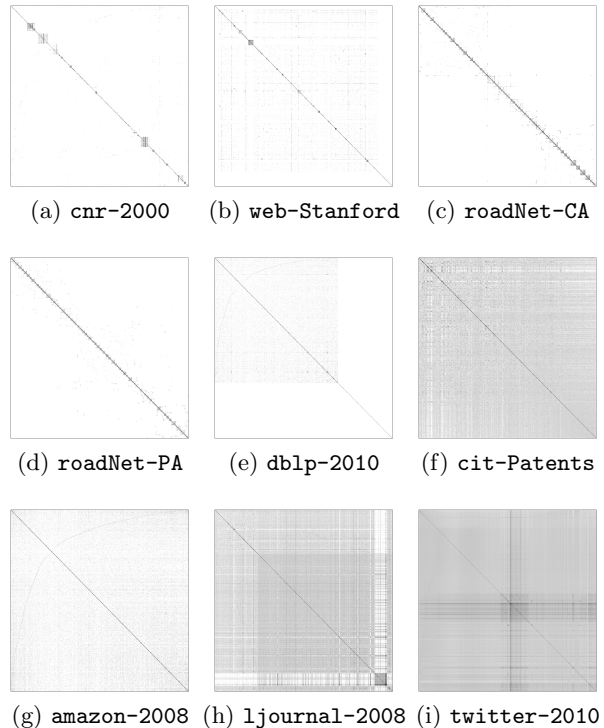 (a) cnr-2000 (b) web-Stanford (c) roadNet-CA
(d) roadNet-PA (e) dblp-2010 (f) cit-Patents
(g) amazon-2008 (h) ljournal-2008 (i) twitter-2010